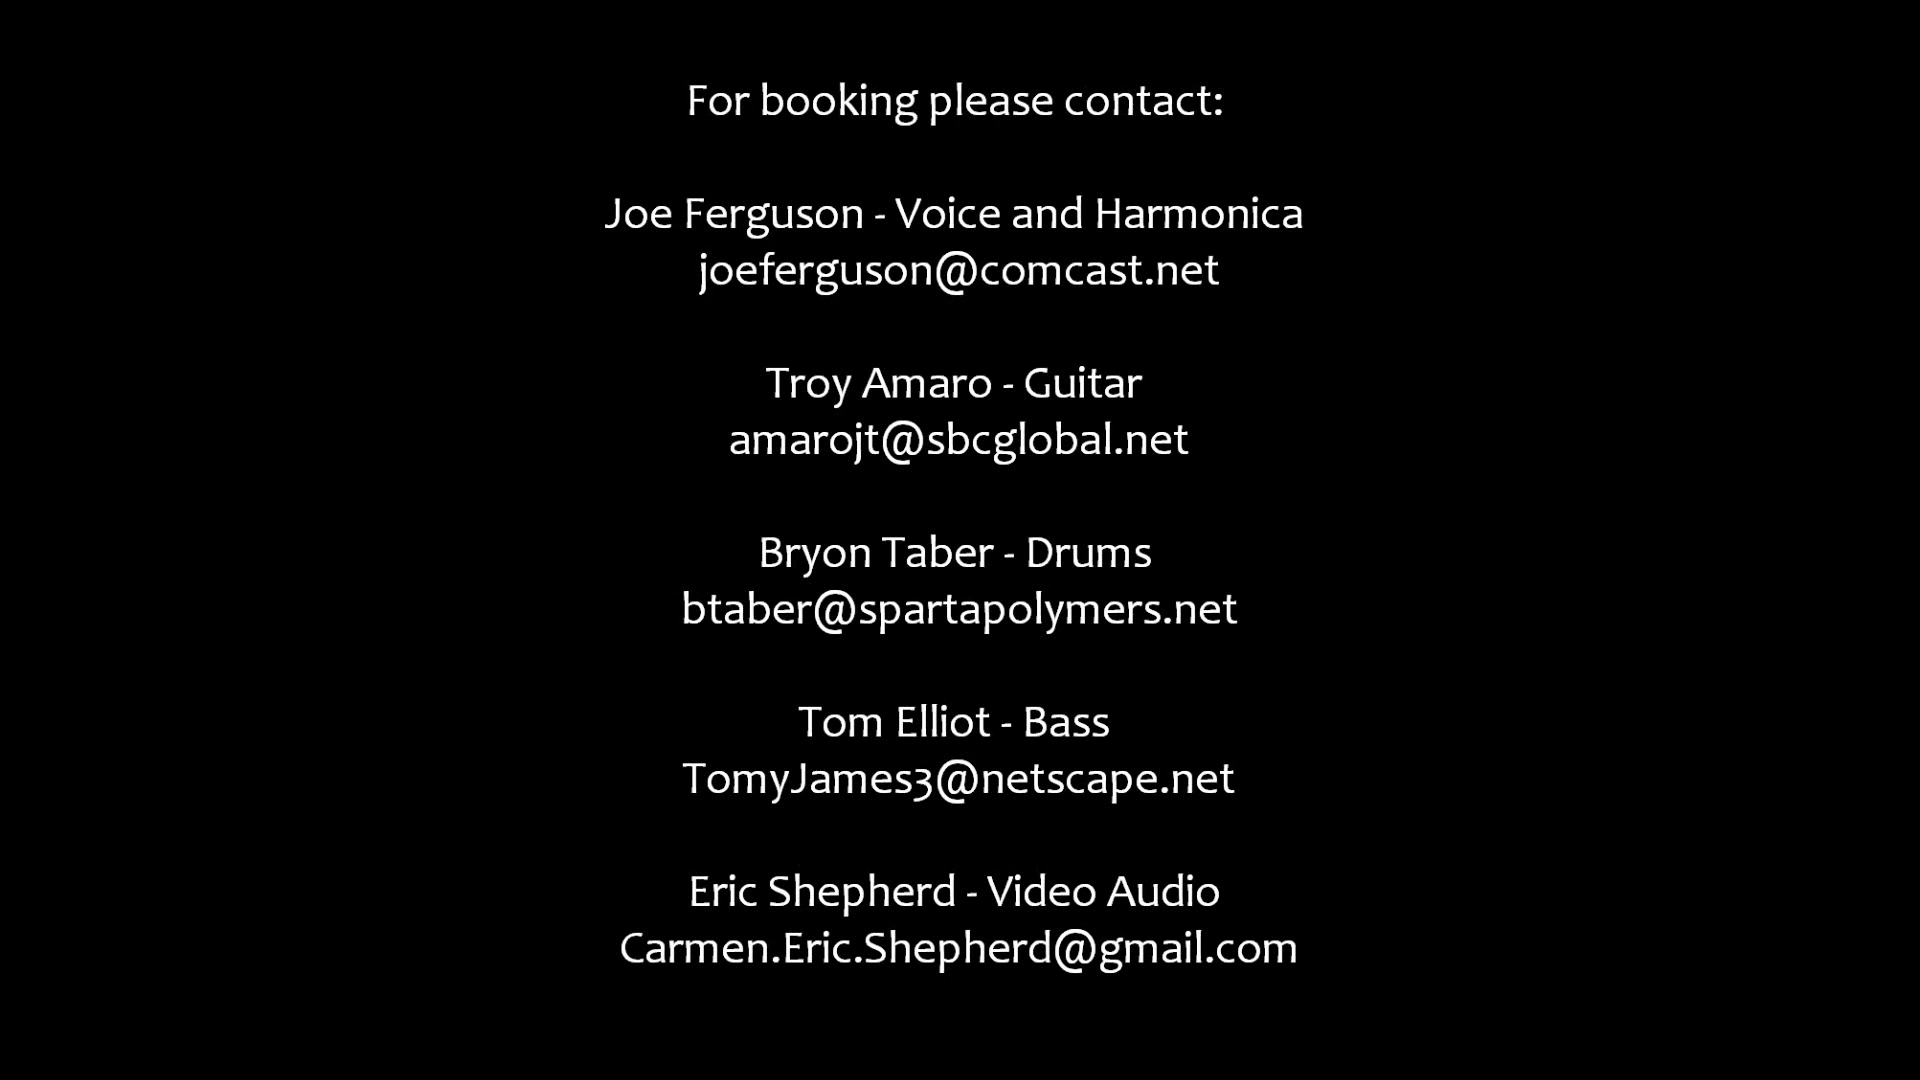 For booking please contact:
Joe Ferguson - Voice and Harmonica
joeferguson@comcast.net
Troy Amaro - Guitar
amarojt@sbcglobal.net
Bryon Taber - Drums
btaber@spartapolymers.net
Tom Elliot - Bass
TomyJames3@netscape.net
Eric Shepherd - Video Audio
Carmen.Eric.Shepherd@gmail.com